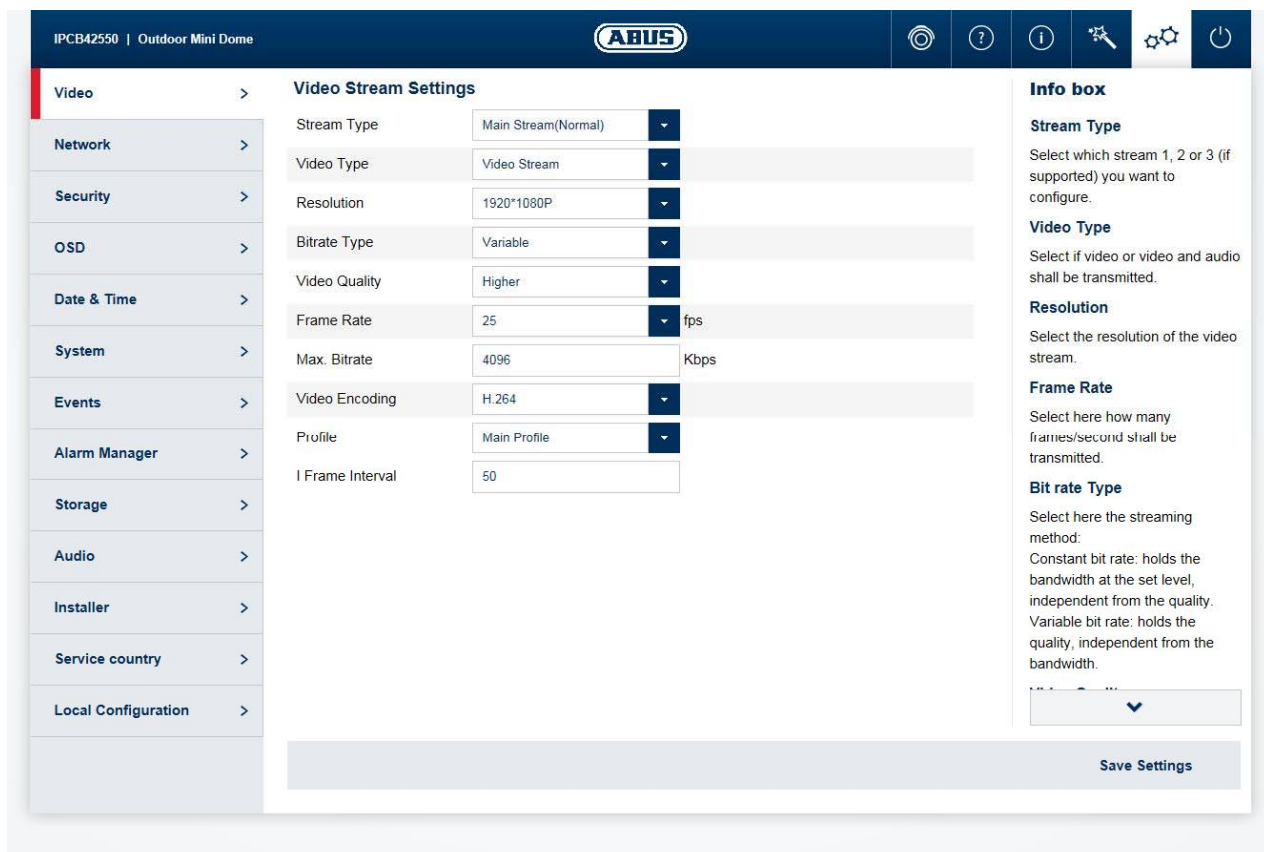 IPCB42550 | Outdoor Mini Dome
ABUS
Video
Network
Security
OSD
Date & Time
System
Events
Alarm Manager
Storage
Audio
Installer
Service country
Local Configuration
Video Stream Settings
Stream Type Main Stream(Normal)
Video Type Video Stream
Resolution 1920*1080P
Bitrate Type Variable
Video Quality Higher
Frame Rate 25 fps
Max. Bitrate 4096 Kbps
Video Encoding H.264
Profile Main Profile
I Frame Interval 50
Info box
Stream Type
Select which stream 1, 2 or 3 (if
supported) you want to
configure.
Video Type
Select if video or video and audio
shall be transmitted.
Resolution
Select the resolution of the video
stream.
Frame Rate
Select here how many
frames/second shall be
transmitted.
Bit rate Type
Select here the streaming
method:
Constant bit rate: holds the
bandwidth at the set level,
independent from the quality.
Variable bit rate: holds the
quality, independent from the
bandwidth.
Save Settings